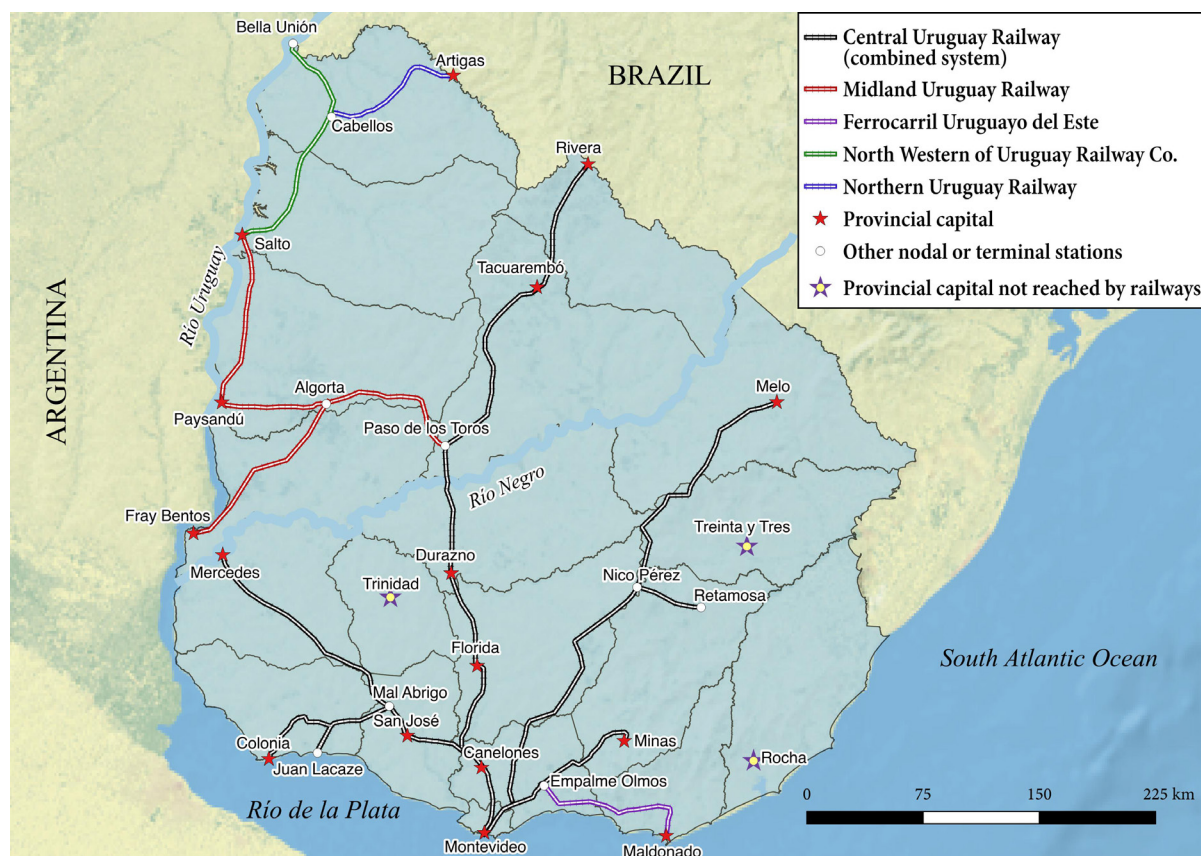 Bella Unión
Artigas
BRAZIL
Cabellos
Rivera
Salto
Río Uruguay
Tacuarembó
ARGENTINA
Paysandú
Algorta
Melo
Paso de los Toros
Río Negro
Fray Bentos
Treinta y Tres
Mercedes
Durazno
Trinidad
Nico Pérez
Retamosa
Florida
South Atlantic Ocean
Mal Abrigo
San José
Colonia
Juan Lacaze
Canelones
Minas
Rocha
Empalme Olmos
Río de la Plata
Montevideo
Maldonado
Central Uruguay Railway
(combined system)
Midland Uruguay Railway
Ferrocarril Uruguayo del Este
North Western of Uruguay Railway Co.
Northern Uruguay Railway
Provincial capital
Other nodal or terminal stations
Provincial capital not reached by railways
0 75 150 225 km